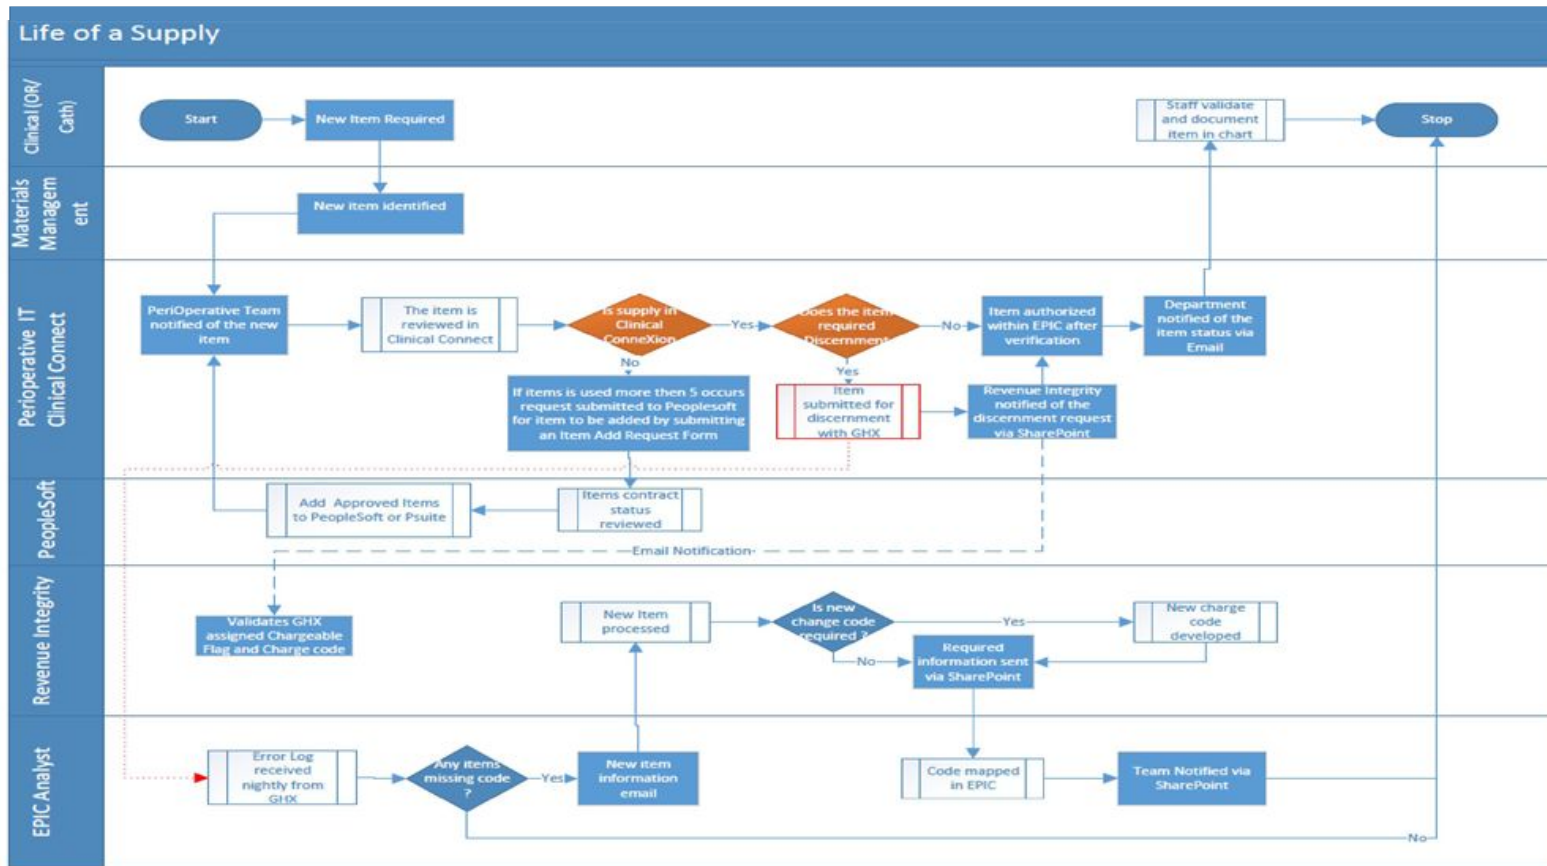 Life of a Supply
Clinical (OR/
Cath)
Start
New Item Required
Staff validate
and document
item in chart
Stop
Materials
Managem
ent
New item identified
Perioperative IT
Clinical Connect
PeriOperative Team
notified of the new
item
The item is
reviewed in
Clinical Connect
Is supply in
Clinical
ConneXion
Yes
Does the item
required
Discernment
No
Item authorized
within EPIC after
verification
Department
notified of the
item status via
Email
No
Yes
If items is used more then 5 occurs
request submitted to Peoplesoft
for item to be added by submitting
an Item Add Request Form
Item
submitted for
discernment
with GHX
Revenue Integrity
notified of the
discernment request
via SharePoint
PeopleSoft
Add Approved Items
to PeopleSoft or Psuite
Items contract
status
reviewed
Email Notification
Revenue Integrity
Validates GHX
assigned Chargeable
Flag and Charge code
New Item
processed
Is new
change code
required ?
Yes
New charge
code
developed
No
Required
information sent
via SharePoint
EPIC Analyst
Error Log
received
nightly from
GHX
Any items
missing code
?
Yes
New item
information
email
Code mapped
in EPIC
Team Notified via
SharePoint
No